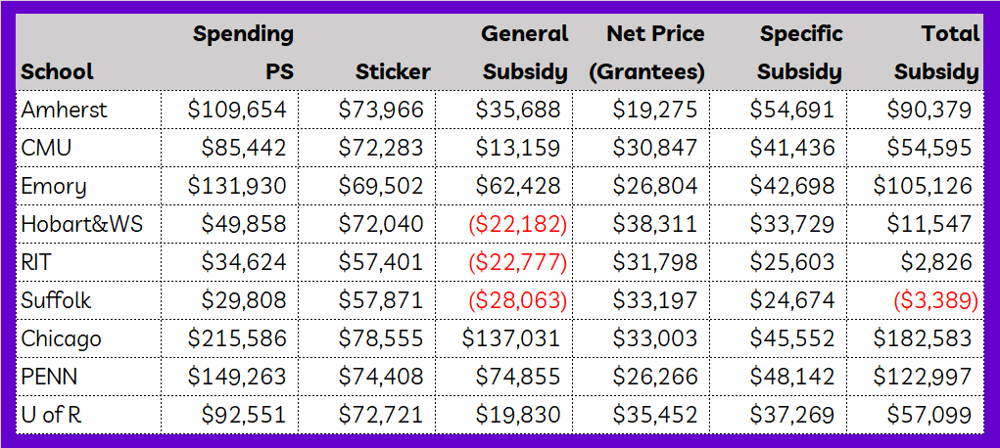 Spending General Net Price Specific Total
School PS Sticker Subsidy (Grantees) Subsidy Subsidy
Amherst $109,654 $73,966 $35,688 $19,275 $54,691 $90,379
CMU $85,442 $72,283 $13,159 $30,847 $41,436 $54,595
Emory $131,930 $69,502 $62,428 $26,804 $42,698 $105,126
Hobart&WS $49,858 $72,040 ($22,182) $38,311 $33,729 $11,547
RIT $34,624 $57,401 ($22,777) $31,798 $25,603 $2,826
Suffolk $29,808 $57,871 ($28,063) $33,197 $24,674 ($3,389)
Chicago $215,586 $78,555 $137,031 $33,003 $45,552 $182,583
PENN $149,263 $74,408 $74,855 $26,266 $48,142 $122,997
U of R $92,551 $72,721 $19,830 $35,452 $37,269 $57,099